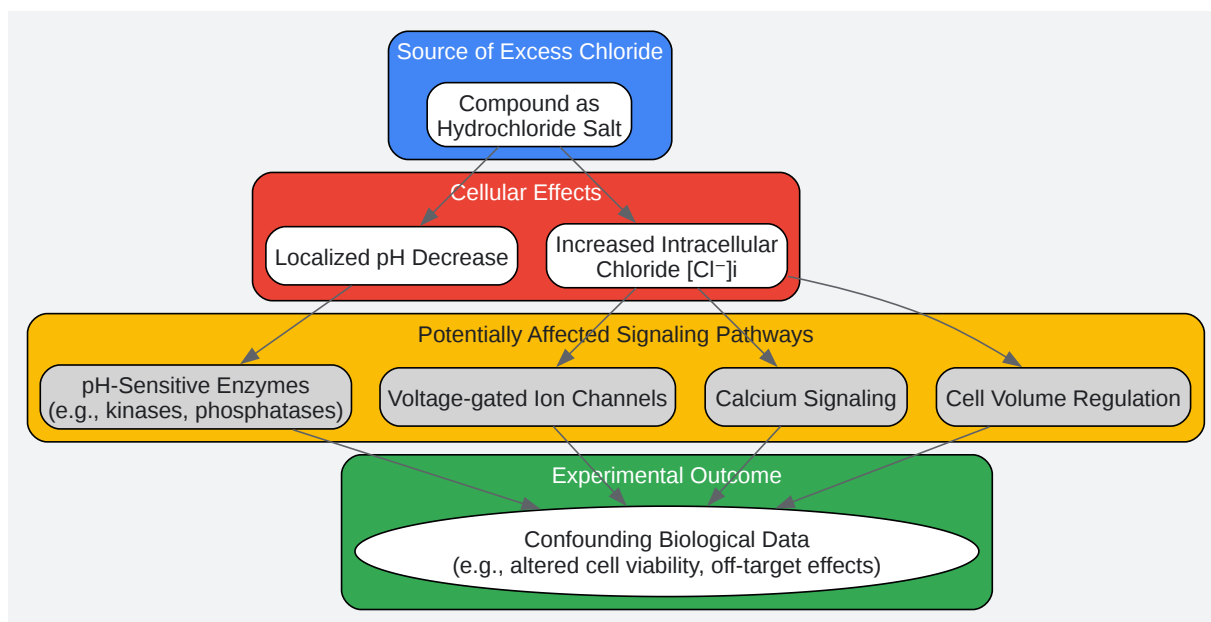 Source of Excess Chloride
Compound as
Hydrochloride Salt
Cellular Effects
Localized pH Decrease
Increased Intracellular
Chloride [Cl⁻]i
Potentially Affected Signaling Pathways
pH-Sensitive Enzymes
(e.g., kinases, phosphatases)
Voltage-gated Ion Channels
Calcium Signaling
Cell Volume Regulation
Experimental Outcome
Confounding Biological Data
(e.g., altered cell viability, off-target effects)